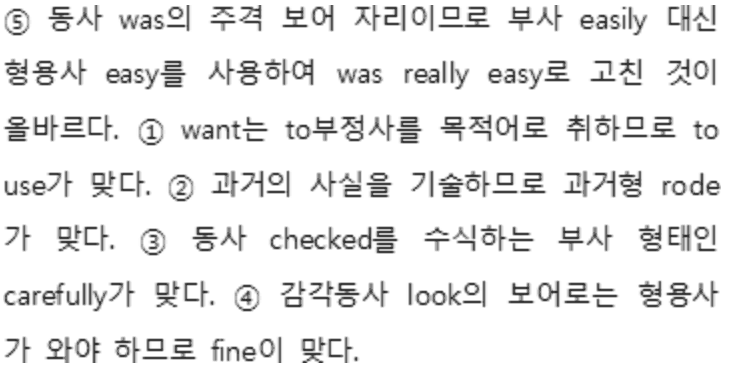 ⑤ 동사 was의 주격 보어 자리이므로 부사 easily 대신
형용사 easy를 사용하여 was really easy로 고친 것이
올바르다. ① want는 to부정사를 목적어로 취하므로 to
use가 맞다. ② 과거의 사실을 기술하므로 과거형 rode
가 맞다. ③ 동사 checked를 수식하는 부사 형태인
carefully가 맞다. ④ 감각동사 look의 보어로는 형용사
가 와야 하므로 fine이 맞다.